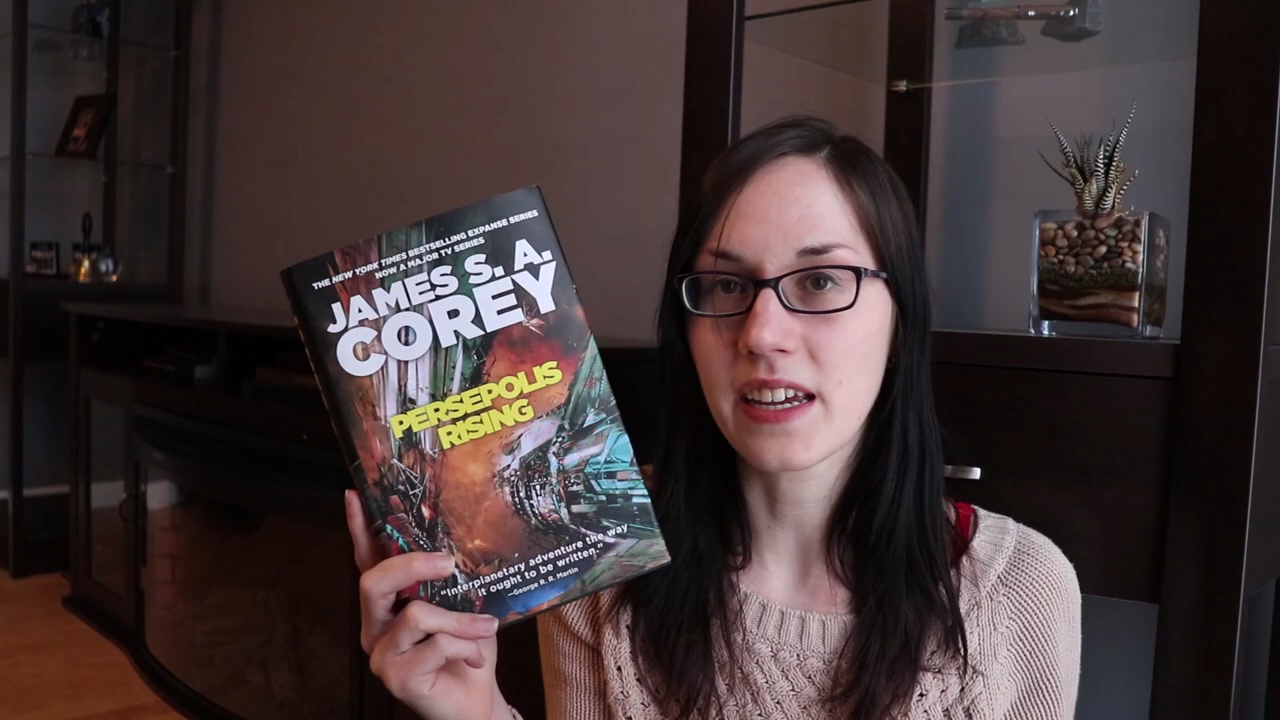 THE NEW YORK TIMES BESTSELLING EXPANSE SERIES
NOW A MAJOR TV SERIES
JAMES S. A.
COREY
PERSEPOLIS
RISING
"Interplanetary adventure the way
it ought to be written."
—George R. R. Martin